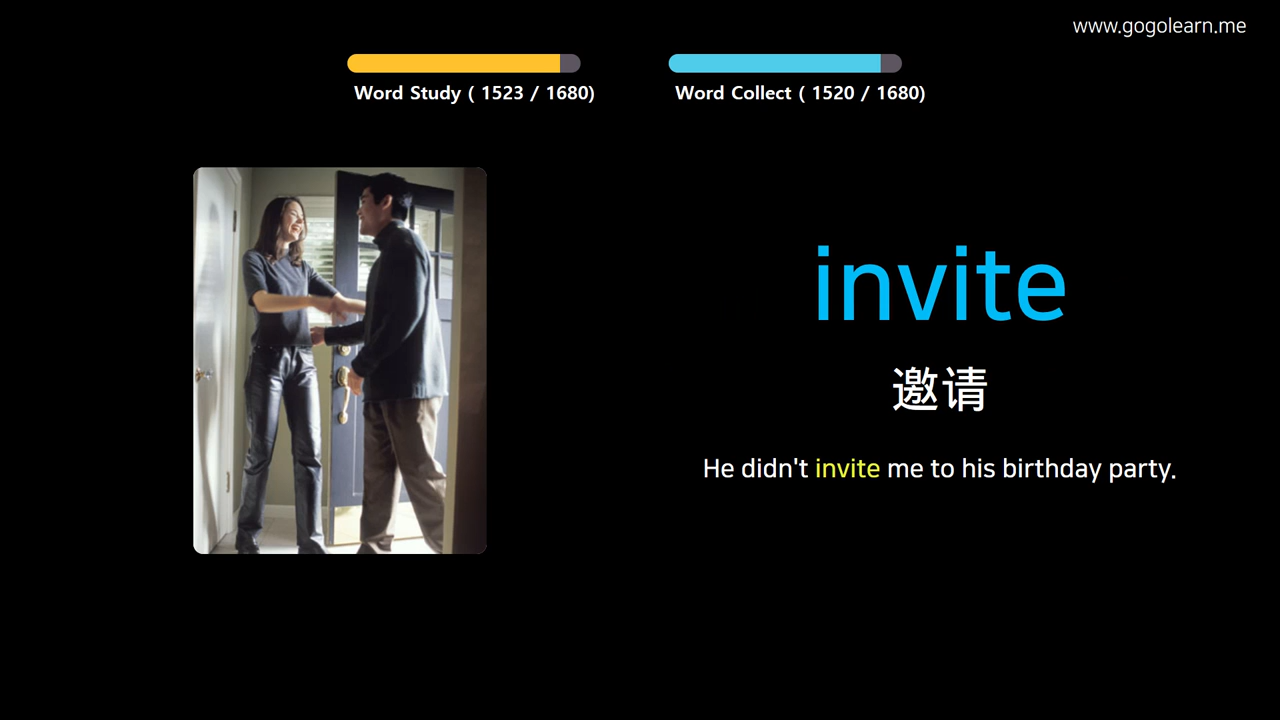 www.gogolearn.me
Word Study ( 1523 / 1680)
Word Collect ( 1520 / 1680)
invite
邀请
He didn't invite me to his birthday party.